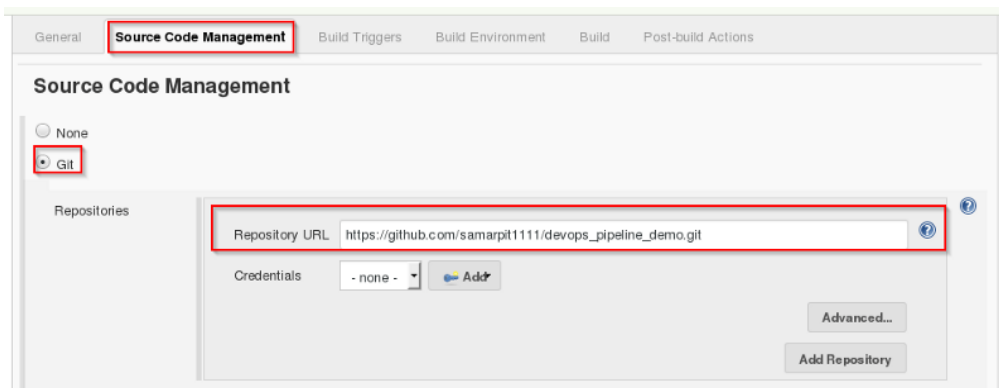 General Source Code Management Build Triggers Build Environment Build Post-build Actions
Source Code Management
None
Git
Repositories
Repository URL https://github.com/samarpit1111/devops_pipeline_demo.git
Credentials - none - Add
Advanced...
Add Repository